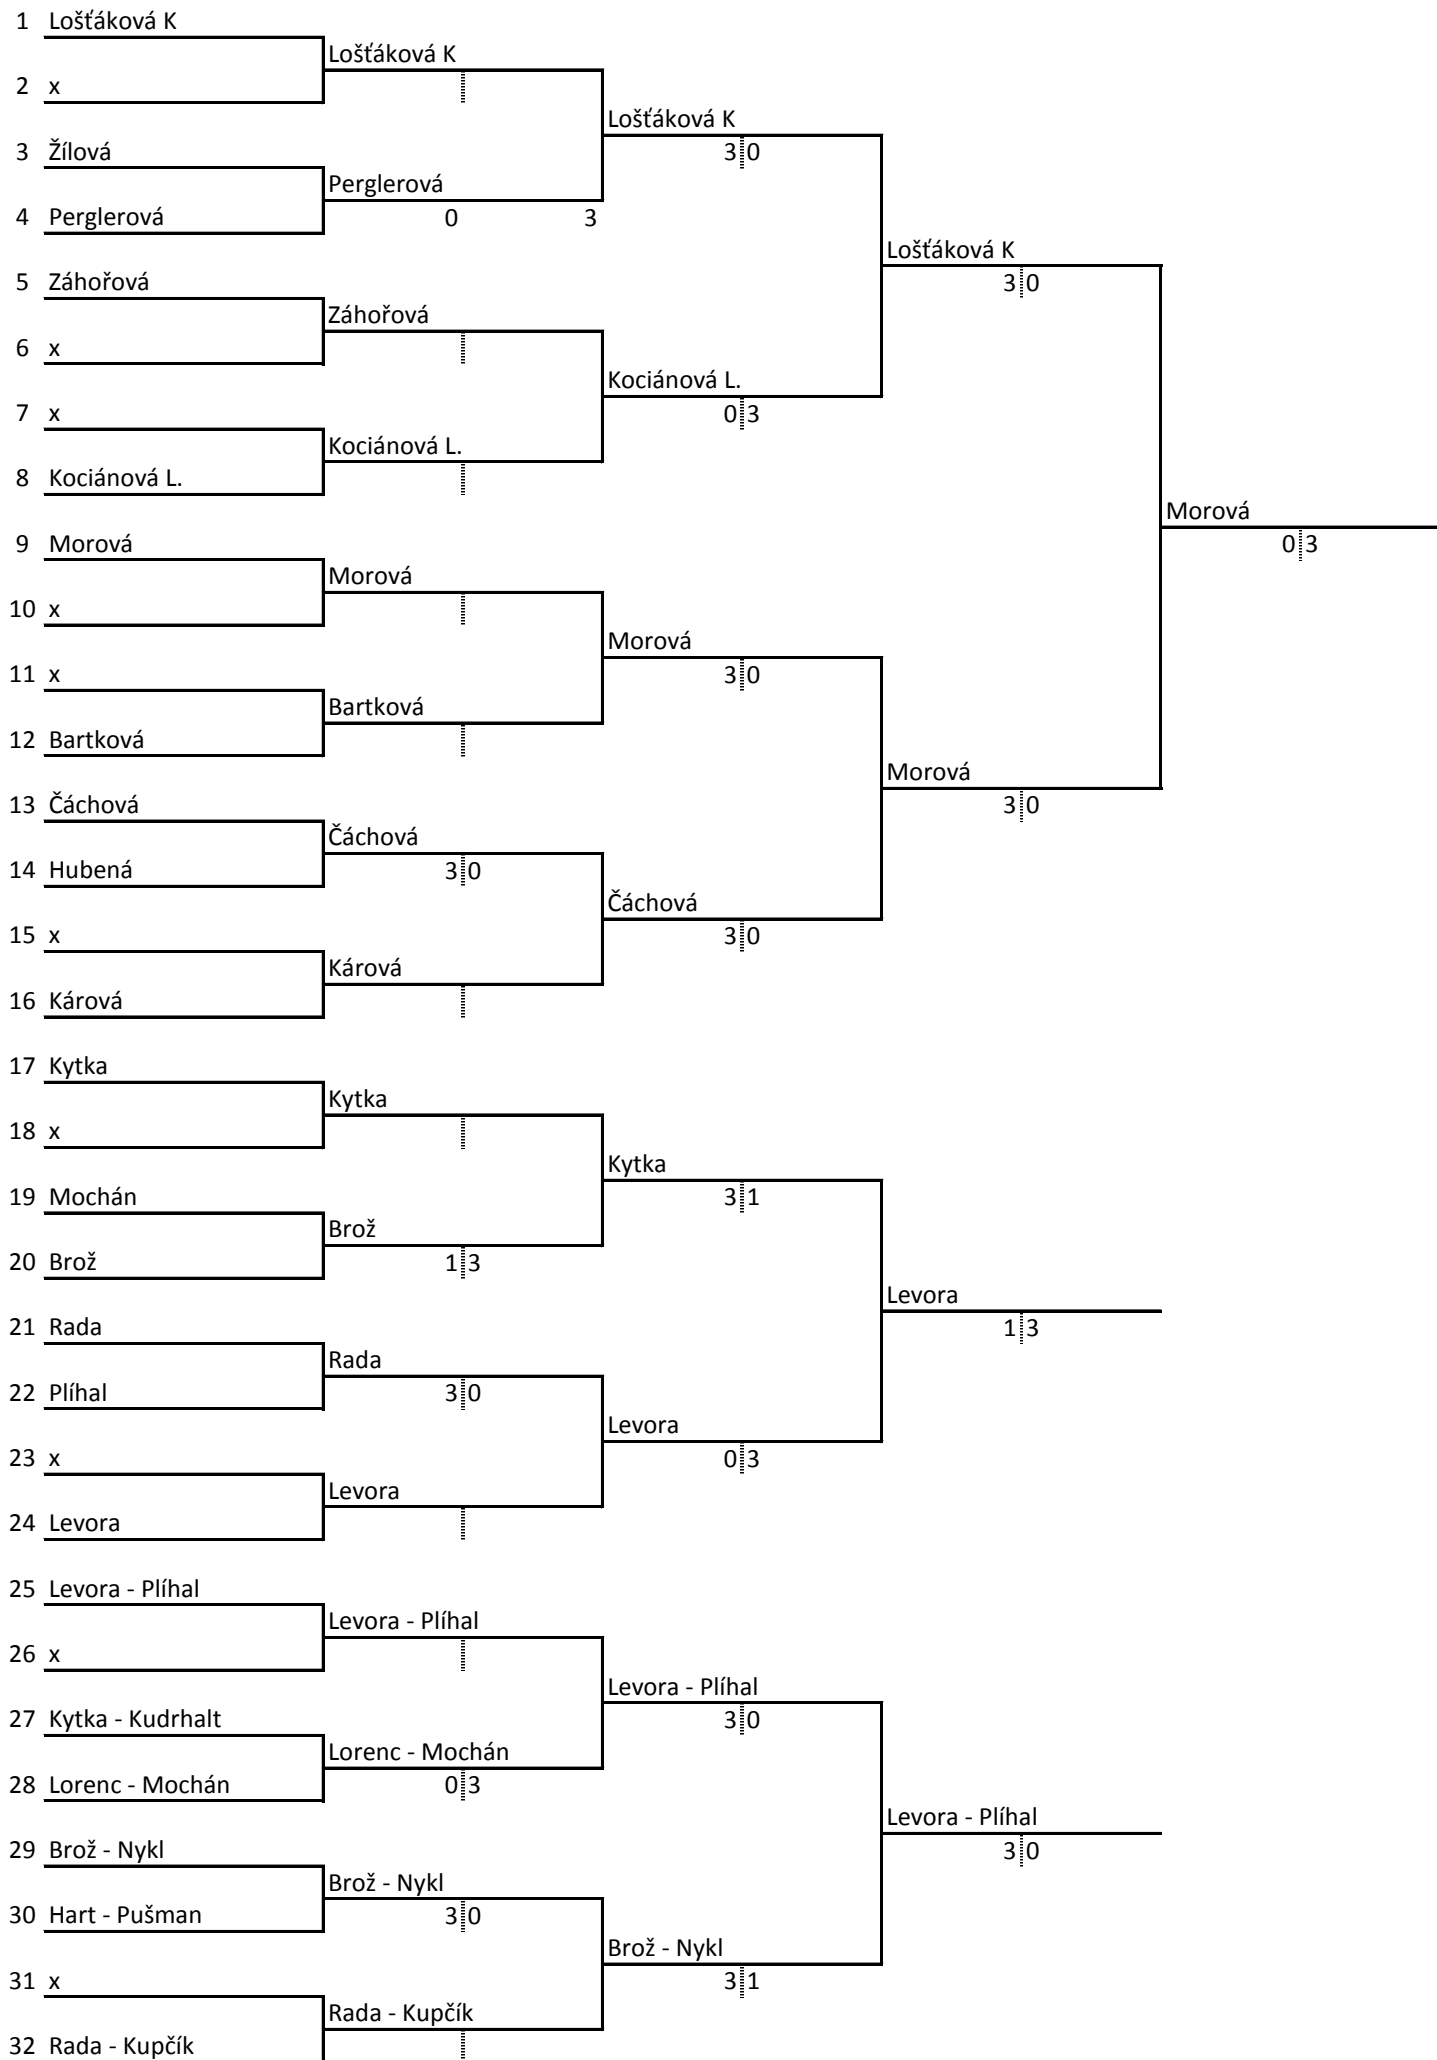 1 Lošťáková K
Lošťáková K
2 x
Lošťáková K
3 Žílová
3 0
Perglerová
4 Perglerová
0 3
Lošťáková K
5 Záhořová
3 0
Záhořová
6 x
Kociánová L.
7 x
0 3
Kociánová L.
8 Kociánová L.
Morová
9 Morová
0 3
Morová
10 x
Morová
11 x
3 0
Bartková
12 Bartková
Morová
13 Čáchová
3 0
Čáchová
14 Hubená
3 0
Čáchová
15 x
3 0
Kárová
16 Kárová
17 Kytka
Kytka
18 x
Kytka
19 Mochán
3 1
Brož
20 Brož
1 3
Levora
21 Rada
1 3
Rada
22 Plíhal
3 0
Levora
23 x
0 3
Levora
24 Levora
25 Levora - Plíhal
Levora - Plíhal
26 x
Levora - Plíhal
27 Kytka - Kudrhalt
3 0
Lorenc - Mochán
28 Lorenc - Mochán
0 3
Levora - Plíhal
29 Brož - Nykl
3 0
Brož - Nykl
30 Hart - Pušman
3 0
Brož - Nykl
31 x
3 1
Rada - Kupčík
32 Rada - Kupčík